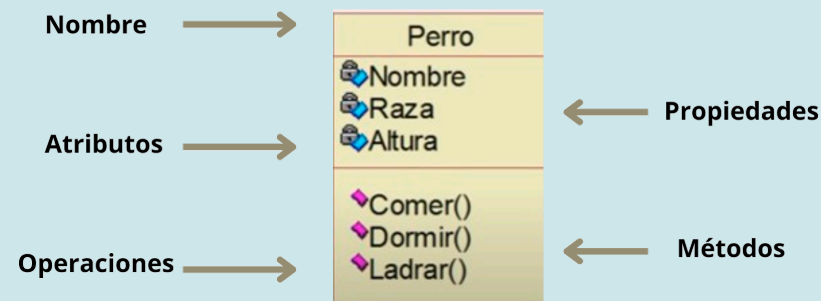 Nombre
Perro
Nombre
Raza
Altura
Propiedades
Atributos
Comer()
Dormir()
Ladrar()
Métodos
Operaciones